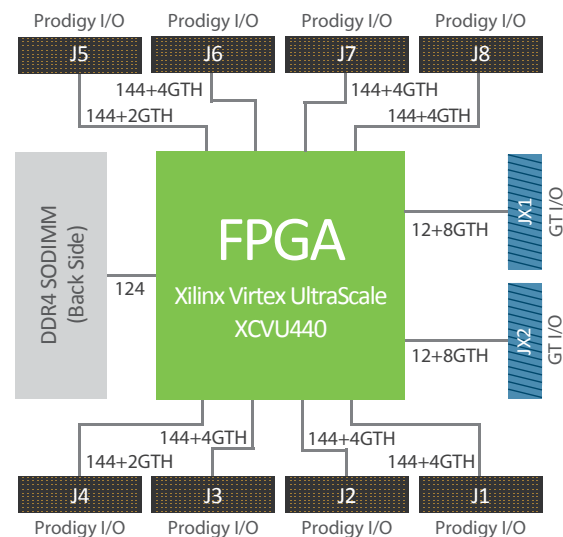 Prodigy I/O Prodigy I/O Prodigy I/O Prodigy I/O
J5 J6 J7 J8
144+4GTH 144+4GTH
144+2GTH 144+4GTH
DDR4 SODIMM
(Back Side)
124
FPGA
Xilinx Virtex UltraScale
XCVU440
JX1
GT I/O
12+8GTH
JX2
GT I/O
12+8GTH
144+4GTH 144+4GTH
144+2GTH 144+4GTH
J4 J3 J2 J1
Prodigy I/O Prodigy I/O Prodigy I/O Prodigy I/O